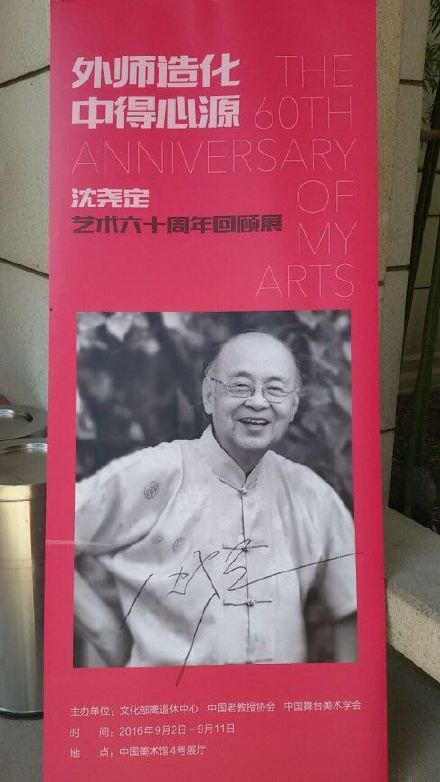 外师造化 THE
中得心源 60TH
ANNIVERSARY
沈尧定 OF
艺术六十周年回顾展 MY
ARTS
主办单位：文化部离退休中心 中国老教授协会 中国舞台美术学会
时 间：2016年9月2日－9月11日
地 点：中国美术馆4号展厅